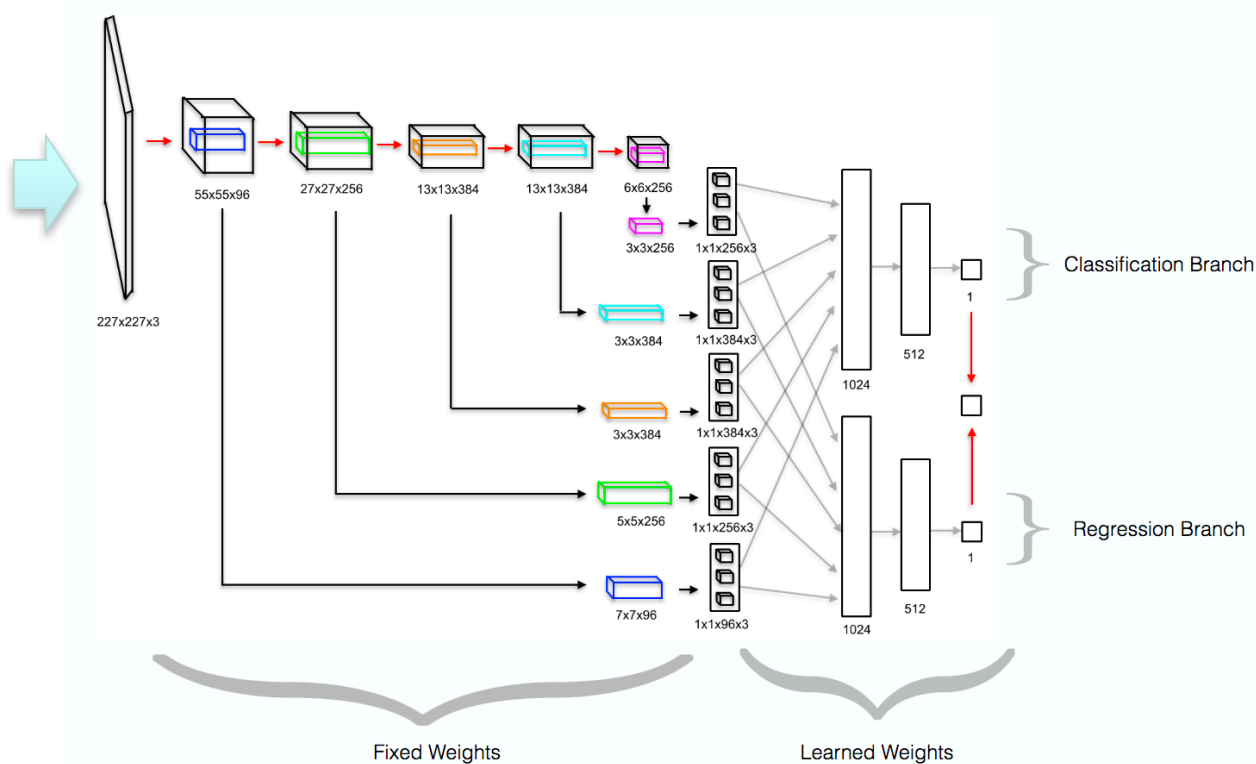 55x55x96
27x27x256
13x13x384
13x13x384
6x6x256
3x3x256
1x1x256x3
Classification Branch
1
227x227x3
3x3x384
1x1x384x3
512
1024
3x3x384
1x1x384x3
5x5x256
1x1x256x3
Regression Branch
1
7x7x96
1x1x96x3
512
1024
Fixed Weights
Learned Weights